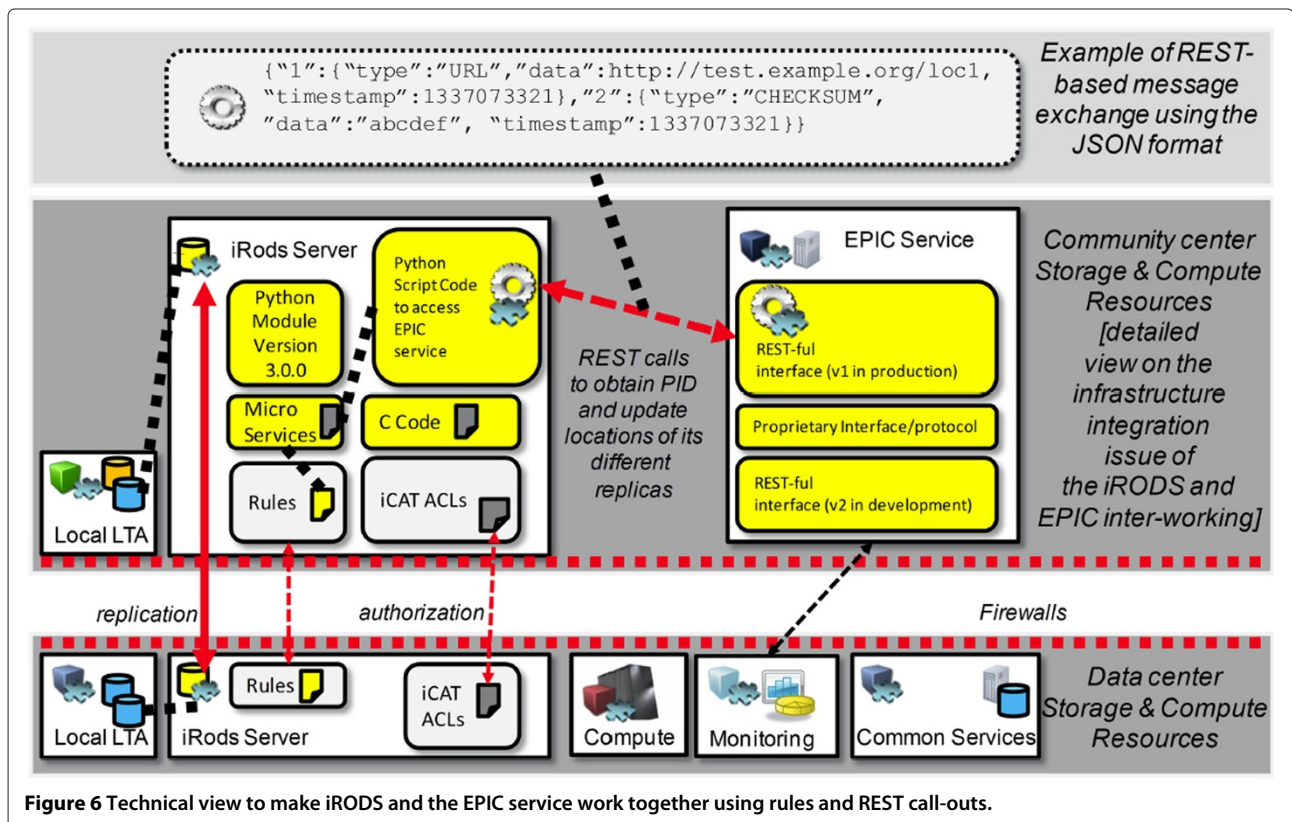 {“1”:{“type”:”URL”,”data”:http://test.example.org/loc1,
“timestamp”:1337073321},”2”:{“type”:”CHECKSUM”,
”data”:”abcdef”, “timestamp”:1337073321}}
Example of REST-
based message
exchange using the
JSON format
iRods Server
Python
Module
Version
3.0.0
Python
Script Code
to access
EPIC
service
Micro
Services
C Code
Rules
iCAT ACLs
Local LTA
REST calls
to obtain PID
and update
locations of its
different
replicas
EPIC Service
REST-ful
interface (v1 in production)
Proprietary Interface/protocol
REST-ful
interface (v2 in development)
Community center
Storage & Compute
Resources
[detailed
view on the
infrastructure
integration
issue of
the iRODS and
EPIC inter-working]
replication
authorization
Firewalls
Local LTA
Rules
iCAT
ACLs
iRods Server
Compute
Monitoring
Common Services
Data center
Storage & Compute
Resources
Figure 6 Technical view to make iRODS and the EPIC service work together using rules and REST call-outs.